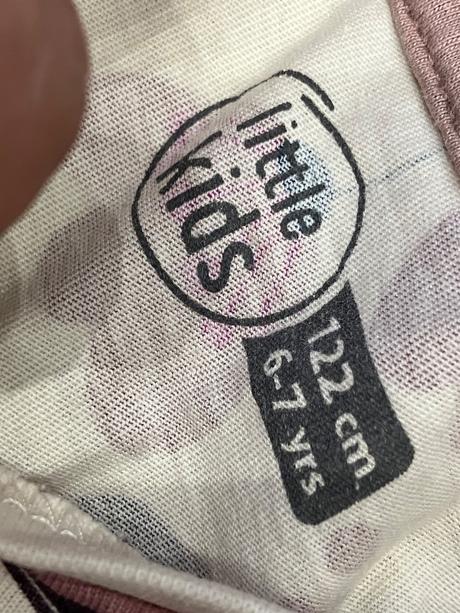 little
kids
122 cm
6-7 yrs